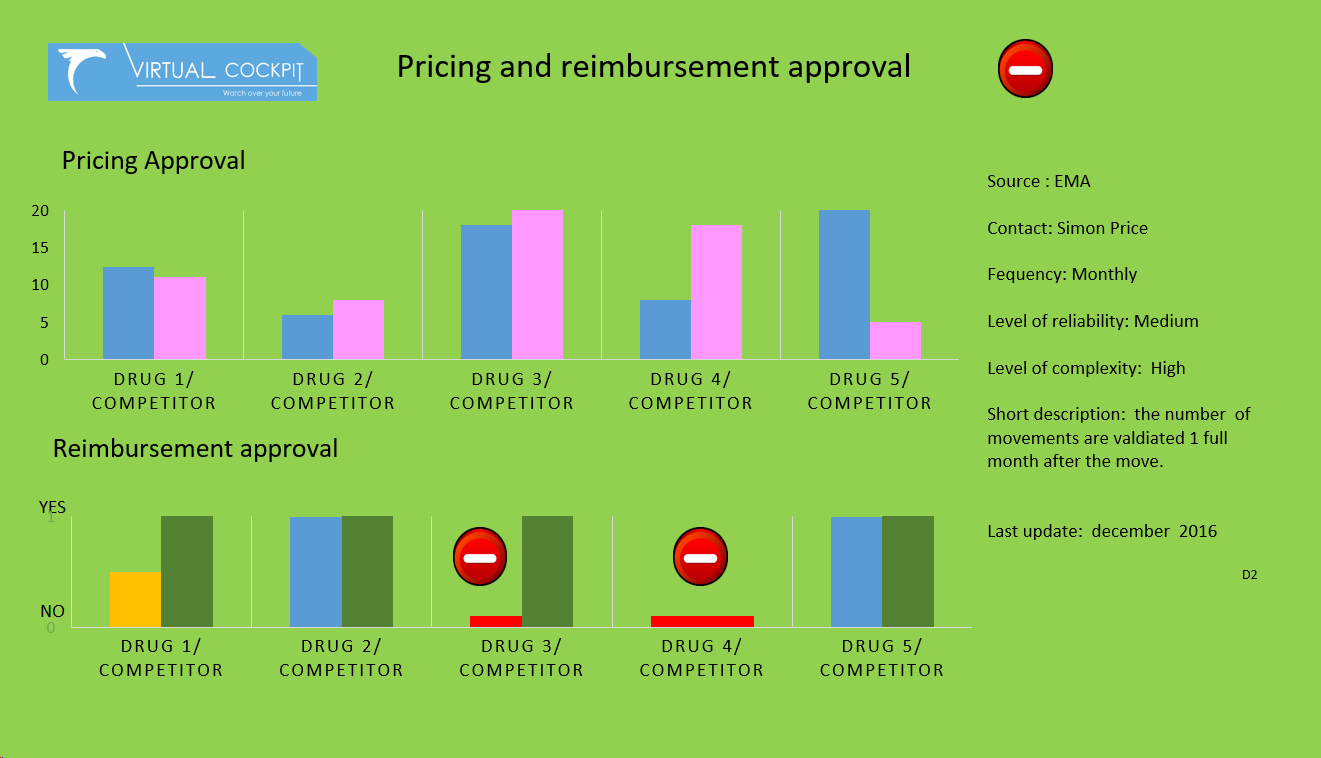 VIRTUAL COCKPIT
Watch over your future
Pricing and reimbursement approval
Pricing Approval
20
15
10
5
0
DRUG 1/
COMPETITOR
DRUG 2/
COMPETITOR
DRUG 3/
COMPETITOR
DRUG 4/
COMPETITOR
DRUG 5/
COMPETITOR
Reimbursement approval
YES
1
NO
0
DRUG 1/
COMPETITOR
DRUG 2/
COMPETITOR
DRUG 3/
COMPETITOR
DRUG 4/
COMPETITOR
DRUG 5/
COMPETITOR
Source : EMA
Contact: Simon Price
Fequency: Monthly
Level of reliability: Medium
Level of complexity:  High
Short description:  the number  of
movements are valdiated 1 full
month after the move.
Last update:  december  2016
D2